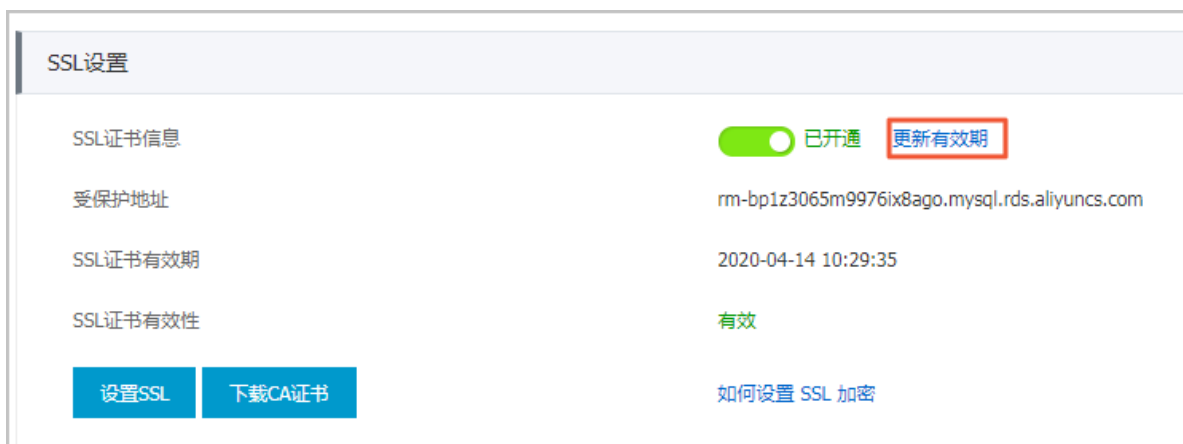 SSL设置
SSL证书信息 已开通 更新有效期
受保护地址 rm-bp1z3065m9976ix8ago.mysql.rds.aliyuncs.com
SSL证书有效期 2020-04-14 10:29:35
SSL证书有效性 有效
设置SSL 下载CA证书 如何设置 SSL 加密